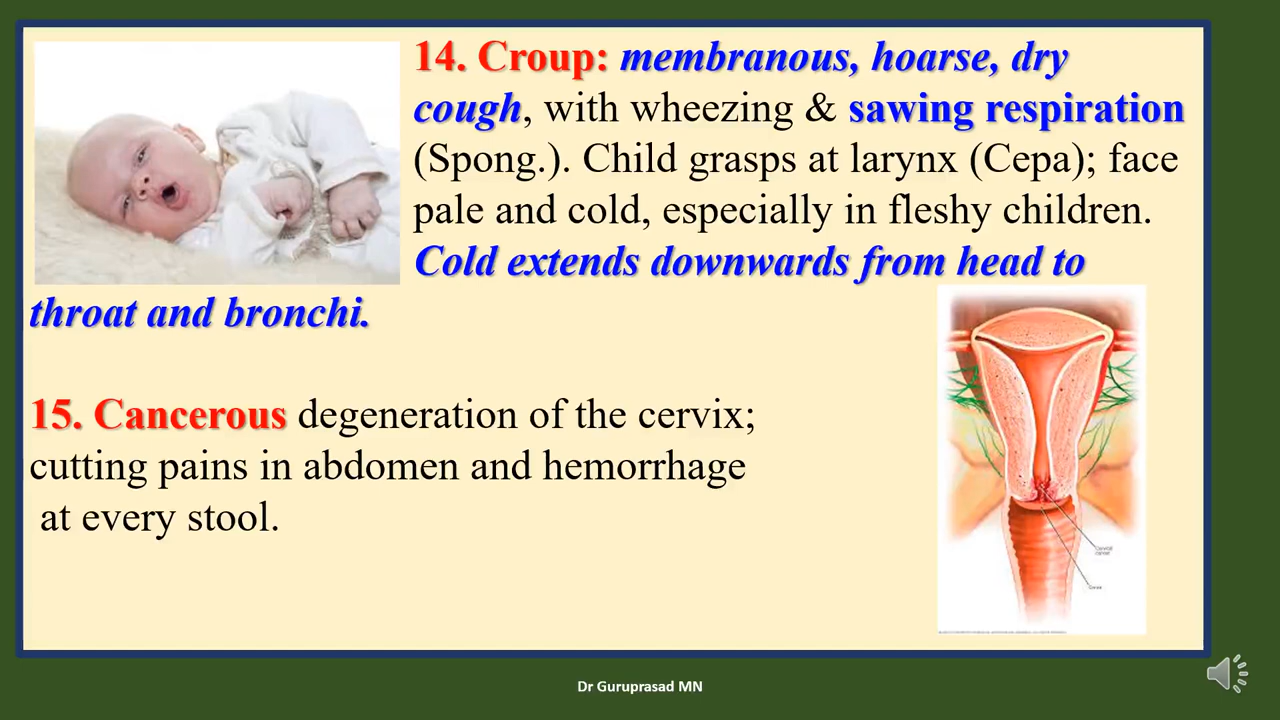 14. Croup: membranous, hoarse, dry
cough, with wheezing & sawing respiration
(Spong.). Child grasps at larynx (Cepa); face
pale and cold, especially in fleshy children.
Cold extends downwards from head to
throat and bronchi.
15. Cancerous degeneration of the cervix;
cutting pains in abdomen and hemorrhage
at every stool.
Dr Guruprasad MN